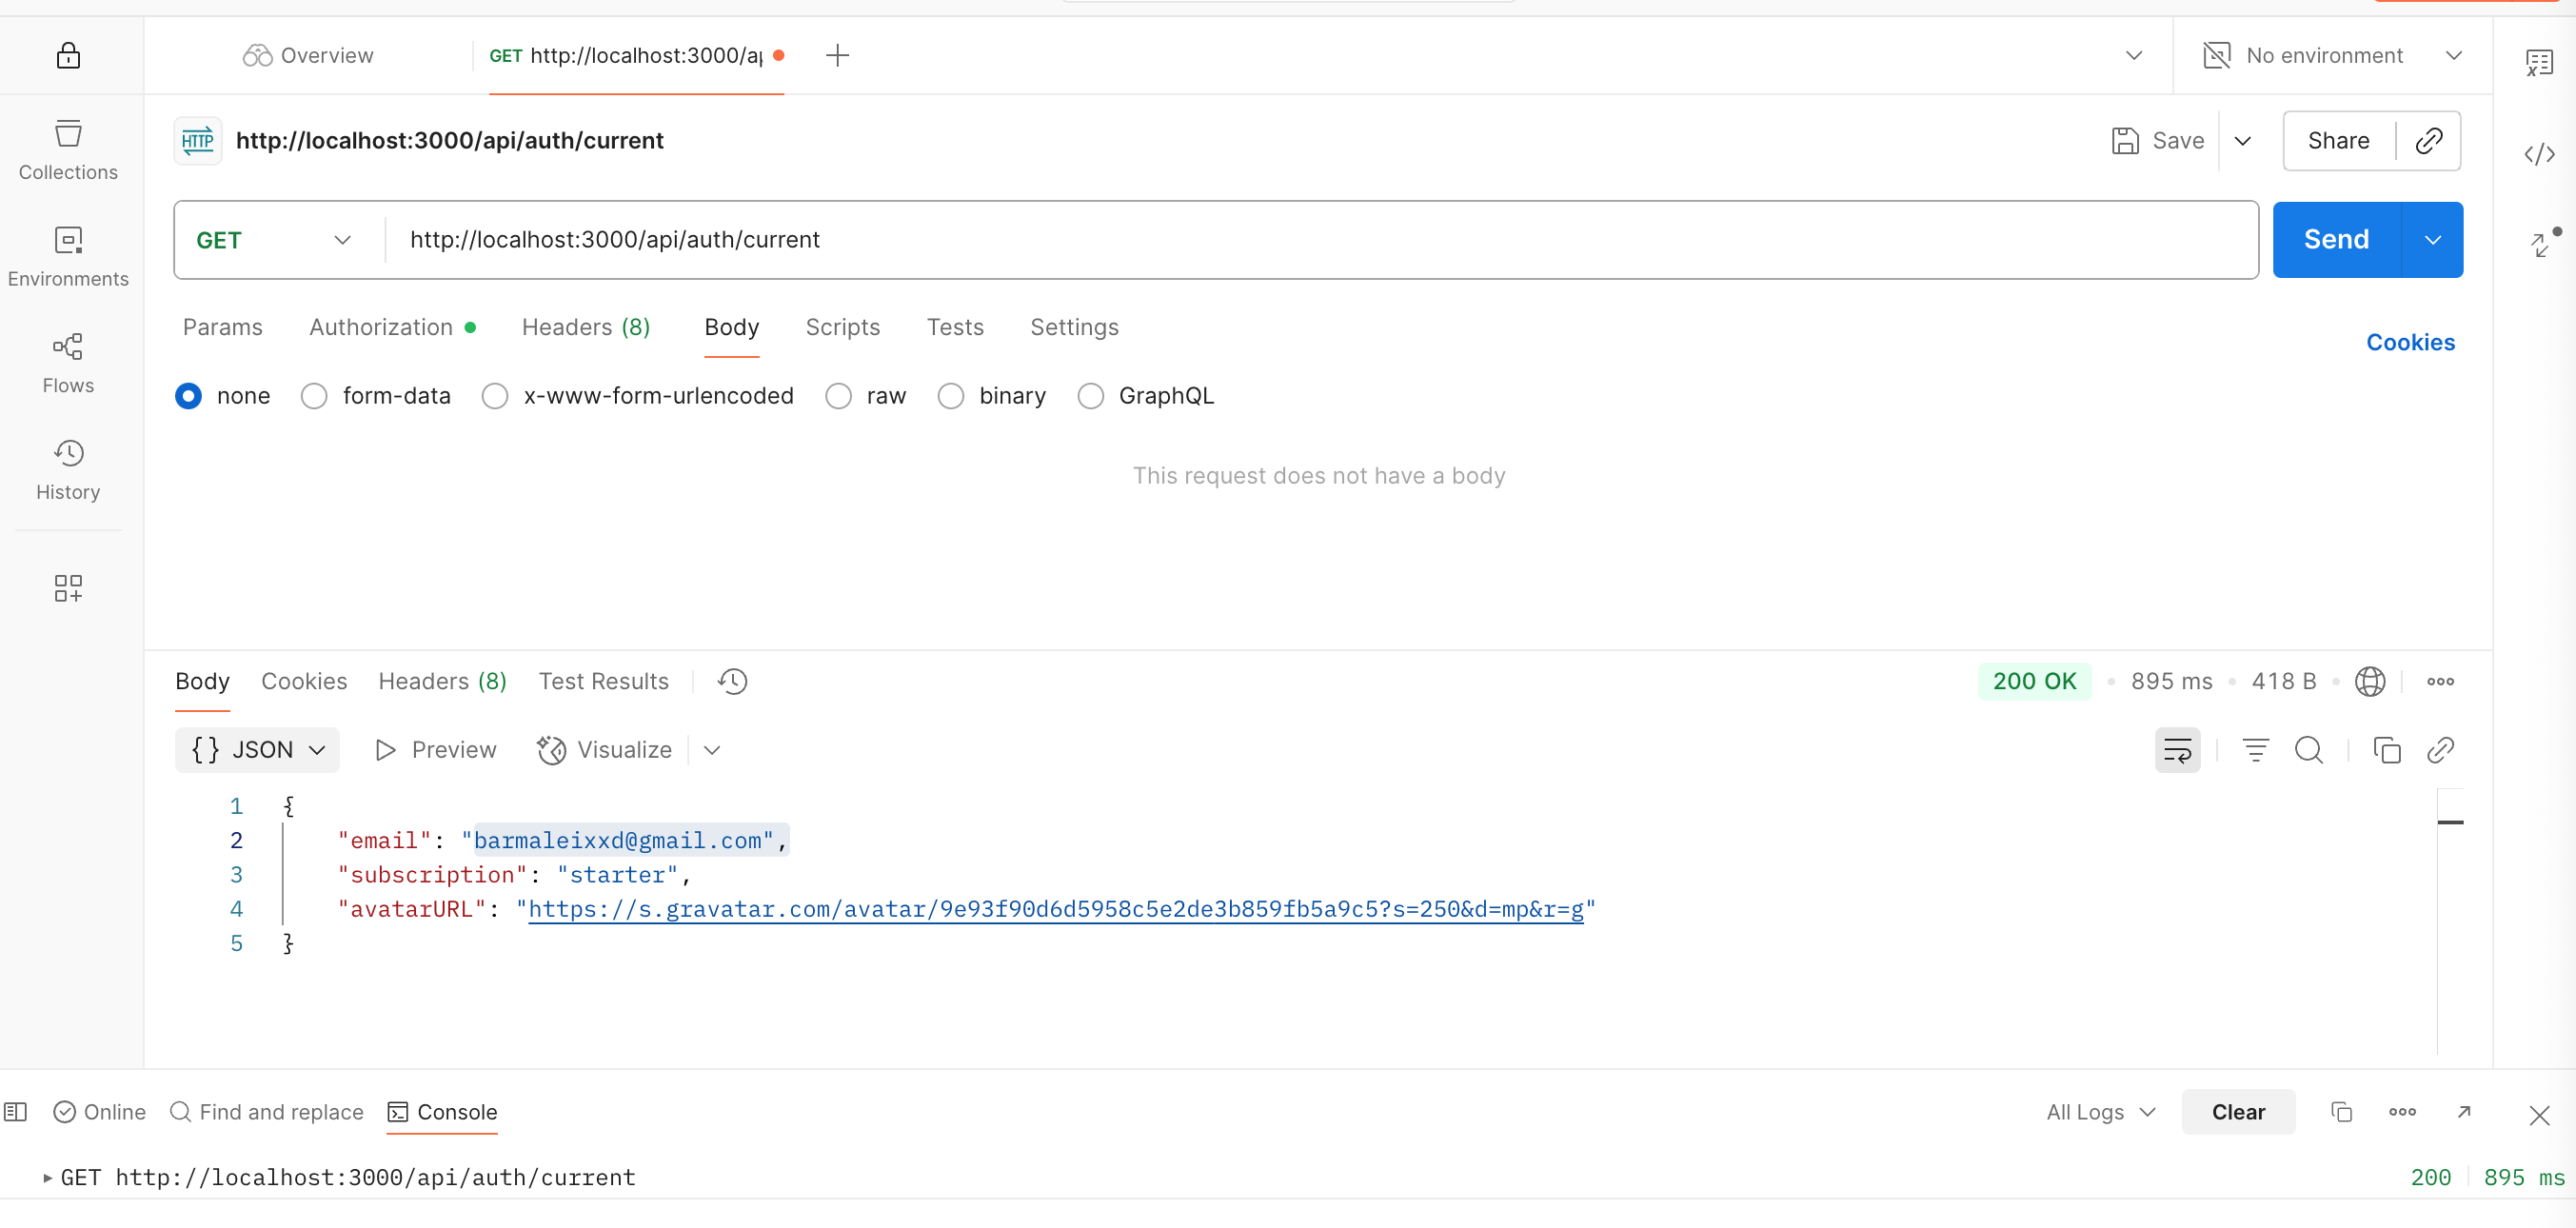 Overview
GET http://localhost:3000/ap
No environment
HTTP http://localhost:3000/api/auth/current
Save
Share
Collections
Environments
Flows
History
GET http://localhost:3000/api/auth/current
Send
Params Authorization Headers (8) Body Scripts Tests Settings
Cookies
none form-data x-www-form-urlencoded raw binary GraphQL
This request does not have a body
Body Cookies Headers (8) Test Results
200 OK • 895 ms • 418 B
{} JSON Preview Visualize
1 {
2 "email": "barmaleixxd@gmail.com",
3 "subscription": "starter",
4 "avatarURL": "https://s.gravatar.com/avatar/9e93f90d6d5958c5e2de3b859fb5a9c5?s=250&d=mp&r=g"
5 }
Online Find and replace Console
All Logs Clear
GET http://localhost:3000/api/auth/current
200 895 ms